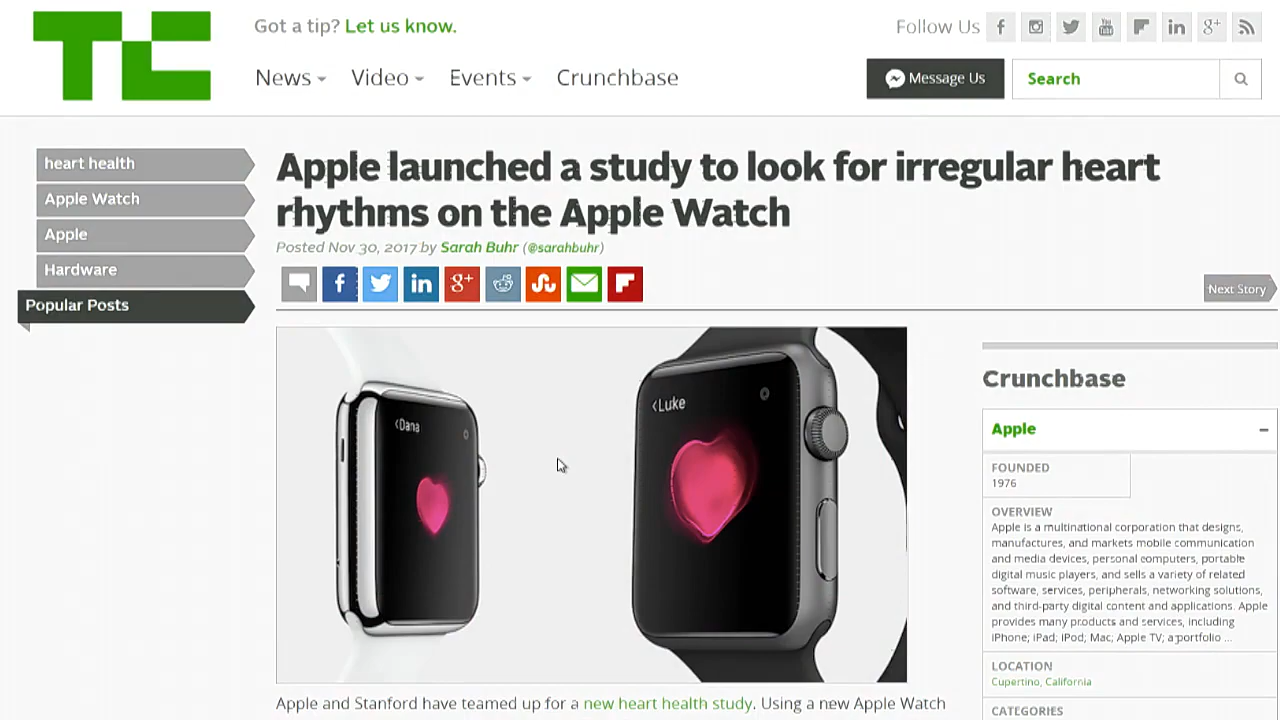 TC
Got a tip? Let us know.
Follow Us
News Video Events Crunchbase
Message Us
Search
heart health
Apple Watch
Apple
Hardware
Popular Posts
Apple launched a study to look for irregular heart
rhythms on the Apple Watch
Posted Nov 30, 2017 by Sarah Buhr (@sarahbuhr)
Next Story
<Dana
<Luke
Crunchbase
Apple
FOUNDED
1976
OVERVIEW
Apple is a multinational corporation that designs,
manufactures, and markets mobile communication
and media devices, personal computers, portable
digital music players, and sells a variety of related
software, services, peripherals, networking solutions,
and third-party digital content and applications. Apple
provides many products and services, including
iPhone; iPad; iPod; Mac; Apple TV; a portfolio ...
LOCATION
Cupertino, California
CATEGORIES
Apple and Stanford have teamed up for a new heart health study. Using a new Apple Watch